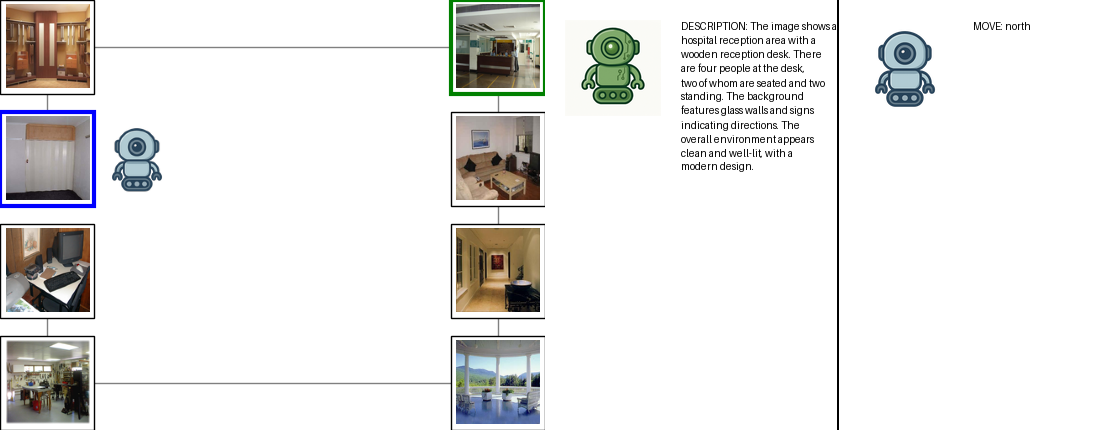 DESCRIPTION: The image shows a
hospital reception area with a
wooden reception desk. There
are four people at the desk,
two of whom are seated and two
standing. The background
features glass walls and signs
indicating directions. The
overall environment appears
clean and well-lit, with a
modern design.
MOVE: north